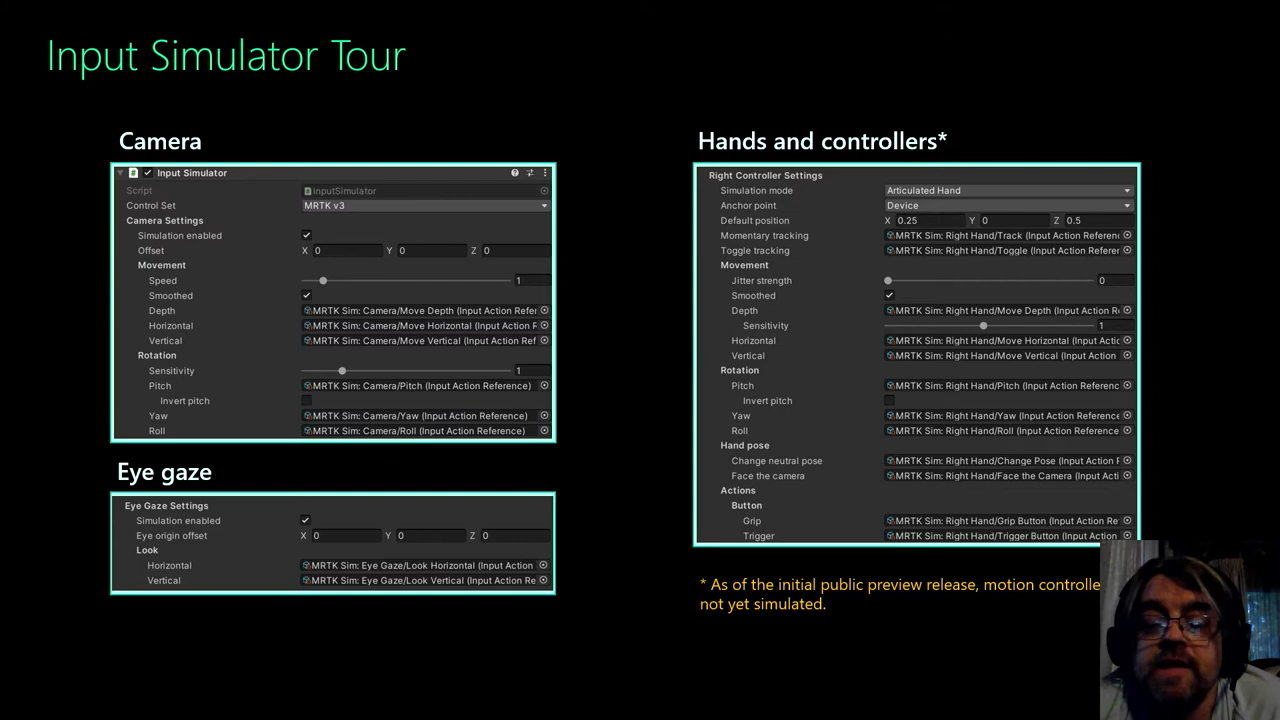 Input Simulator Tour
Camera
Input Simulator
Script InputSimulator
Control Set MRTK v3
Camera Settings
Simulation enabled
Offset X 0 Y 0 Z 0
Movement
Speed 1
Smoothed
Depth MRTK Sim: Camera/Move Depth (Input Action Refer
Horizontal MRTK Sim: Camera/Move Horizontal (Input Action R
Vertical MRTK Sim: Camera/Move Vertical (Input Action Ref
Rotation
Sensitivity 1
Pitch MRTK Sim: Camera/Pitch (Input Action Reference)
Invert pitch
Yaw MRTK Sim: Camera/Yaw (Input Action Reference)
Roll MRTK Sim: Camera/Roll (Input Action Reference)
Eye gaze
Eye Gaze Settings
Simulation enabled
Eye origin offset X 0 Y 0 Z 0
Look
Horizontal MRTK Sim: Eye Gaze/Look Horizontal (Input Action
Vertical MRTK Sim: Eye Gaze/Look Vertical (Input Action Re
Hands and controllers*
Right Controller Settings
Simulation mode Articulated Hand
Anchor point Device
Default position X 0.25 Y 0 Z 0.5
Momentary tracking MRTK Sim: Right Hand/Track (Input Action Referenc
Toggle tracking MRTK Sim: Right Hand/Toggle (Input Action Refer
Movement
Jitter strength 0
Smoothed
Depth MRTK Sim: Right Hand/Move Depth (Input Action R
Sensitivity 1
Horizontal MRTK Sim: Right Hand/Move Horizontal (Input Actic
Vertical MRTK Sim: Right Hand/Move Vertical (Input Action
Rotation
Pitch MRTK Sim: Right Hand/Pitch (Input Action Referenc
Invert pitch
Yaw MRTK Sim: Right Hand/Yaw (Input Action Reference
Roll MRTK Sim: Right Hand/Roll (Input Action Reference
Hand pose
Change neutral pose MRTK Sim: Right Hand/Change Pose (Input Action F
Face the camera MRTK Sim: Right Hand/Face the Camera (Input Acti
Actions
Button
Grip MRTK Sim: Right Hand/Grip Button (Input Action Re
Trigger MRTK Sim: Right Hand/Trigger Button (Input Action
* As of the initial public preview release, motion controlle
not yet simulated.